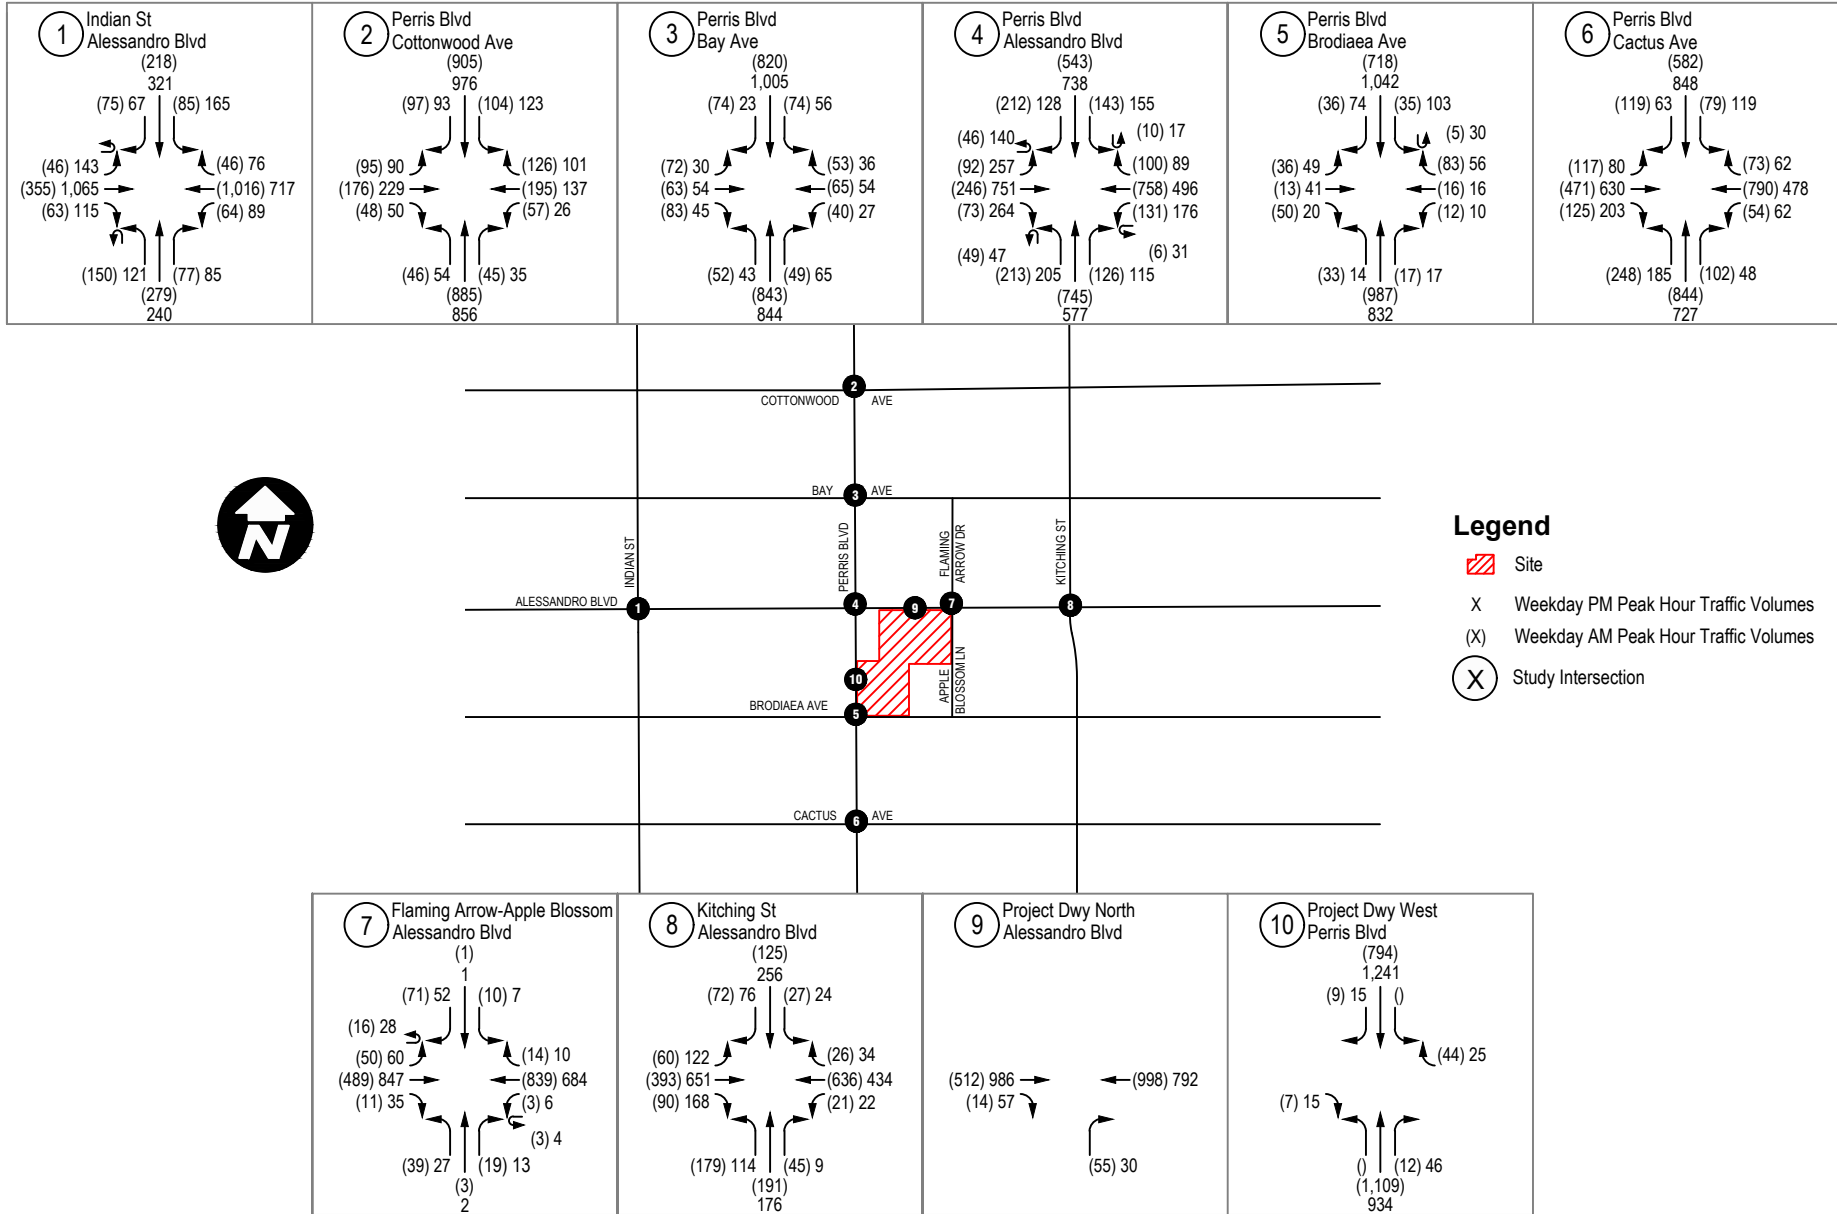 1 Indian St
Alessandro Blvd
(218)
321
(75) 67 (85) 165
(46) 143 (46) 76
(355) 1,065 (1,016) 717
(63) 115 (64) 89
(150) 121 (77) 85
(279)
240
2 Perris Blvd
Cottonwood Ave
(905)
976
(97) 93 (104) 123
(95) 90 (126) 101
(176) 229 (195) 137
(48) 50 (57) 26
(46) 54 (45) 35
(885)
856
3 Perris Blvd
Bay Ave
(820)
1,005
(74) 23 (74) 56
(72) 30 (53) 36
(63) 54 (65) 54
(83) 45 (40) 27
(52) 43 (49) 65
(843)
844
4 Perris Blvd
Alessandro Blvd
(543)
738
(212) 128 (143) 155
(46) 140 (10) 17
(92) 257 (100) 89
(246) 751 (758) 496
(73) 264 (131) 176
(49) 47 (6) 31
(213) 205 (126) 115
(745)
577
5 Perris Blvd
Brodiaea Ave
(718)
1,042
(36) 74 (35) 103
(5) 30
(36) 49 (83) 56
(13) 41 (16) 16
(50) 20 (12) 10
(33) 14 (17) 17
(987)
832
6 Perris Blvd
Cactus Ave
(582)
848
(119) 63 (79) 119
(117) 80 (73) 62
(471) 630 (790) 478
(125) 203 (54) 62
(248) 185 (102) 48
(844)
727
2
COTTONWOOD AVE
BAY 3 AVE
N
INDIAN ST
PERRIS BLVD
FLAMING
ARROW DR
KITCHING ST
ALESSANDRO BLVD 1 4 9 7 8
10
APPLE
BLOSSOM LN
BRODIAEA AVE 5
CACTUS 6 AVE
Legend
Site
X Weekday PM Peak Hour Traffic Volumes
(X) Weekday AM Peak Hour Traffic Volumes
X Study Intersection
7 Flaming Arrow-Apple Blossom
Alessandro Blvd
(1)
1
(71) 52 (10) 7
(16) 28
(50) 60 (14) 10
(489) 847 (839) 684
(11) 35 (3) 6
(3) 4
(39) 27 (19) 13
(3)
2
8 Kitching St
Alessandro Blvd
(125)
256
(72) 76 (27) 24
(60) 122 (26) 34
(393) 651 (636) 434
(90) 168 (21) 22
(179) 114 (45) 9
(191)
176
9 Project Dwy North
Alessandro Blvd
(512) 986 (998) 792
(14) 57
(55) 30
10 Project Dwy West
Perris Blvd
(794)
1,241
(9) 15 ()
(44) 25
(7) 15
() (12) 46
(1,109)
934